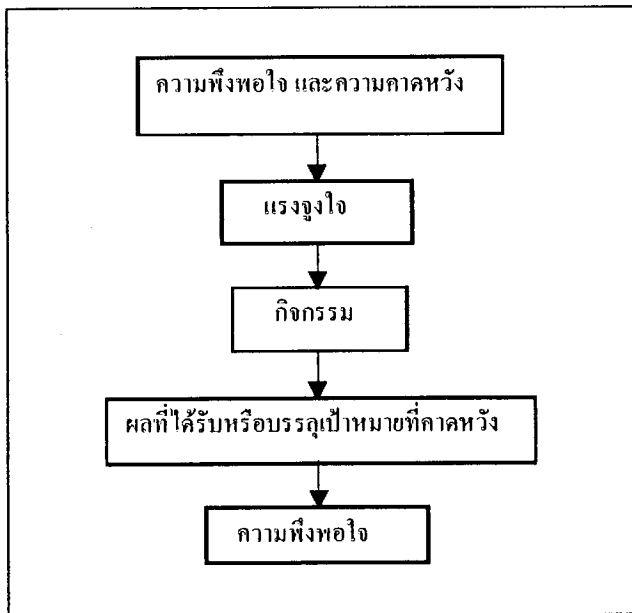 ความพึงพอใจ และความคาดหวัง
แรงจูงใจ
กิจกรรม
ผลที่ได้รับหรือบรรลุเป้าหมายที่คาดหวัง
ความพึงพอใจ